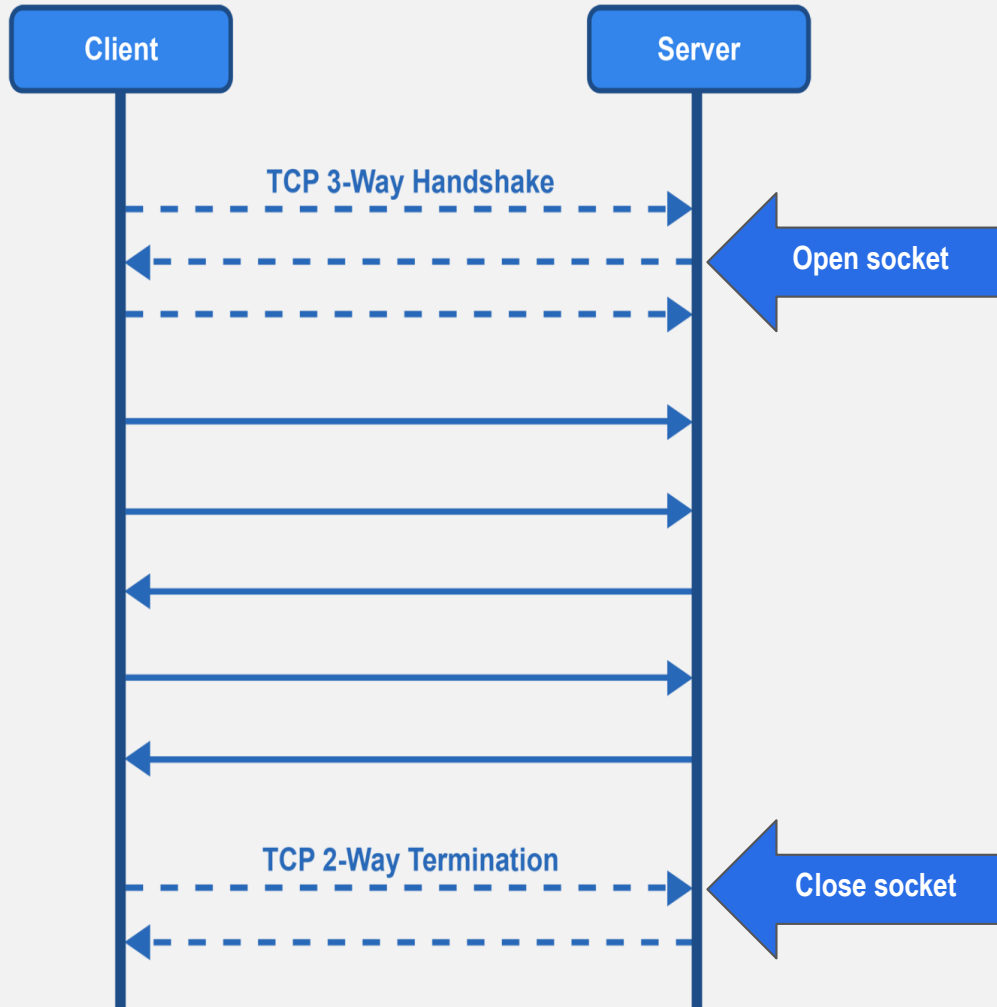 Client
Server
TCP 3-Way Handshake
Open socket
TCP 2-Way Termination
Close socket